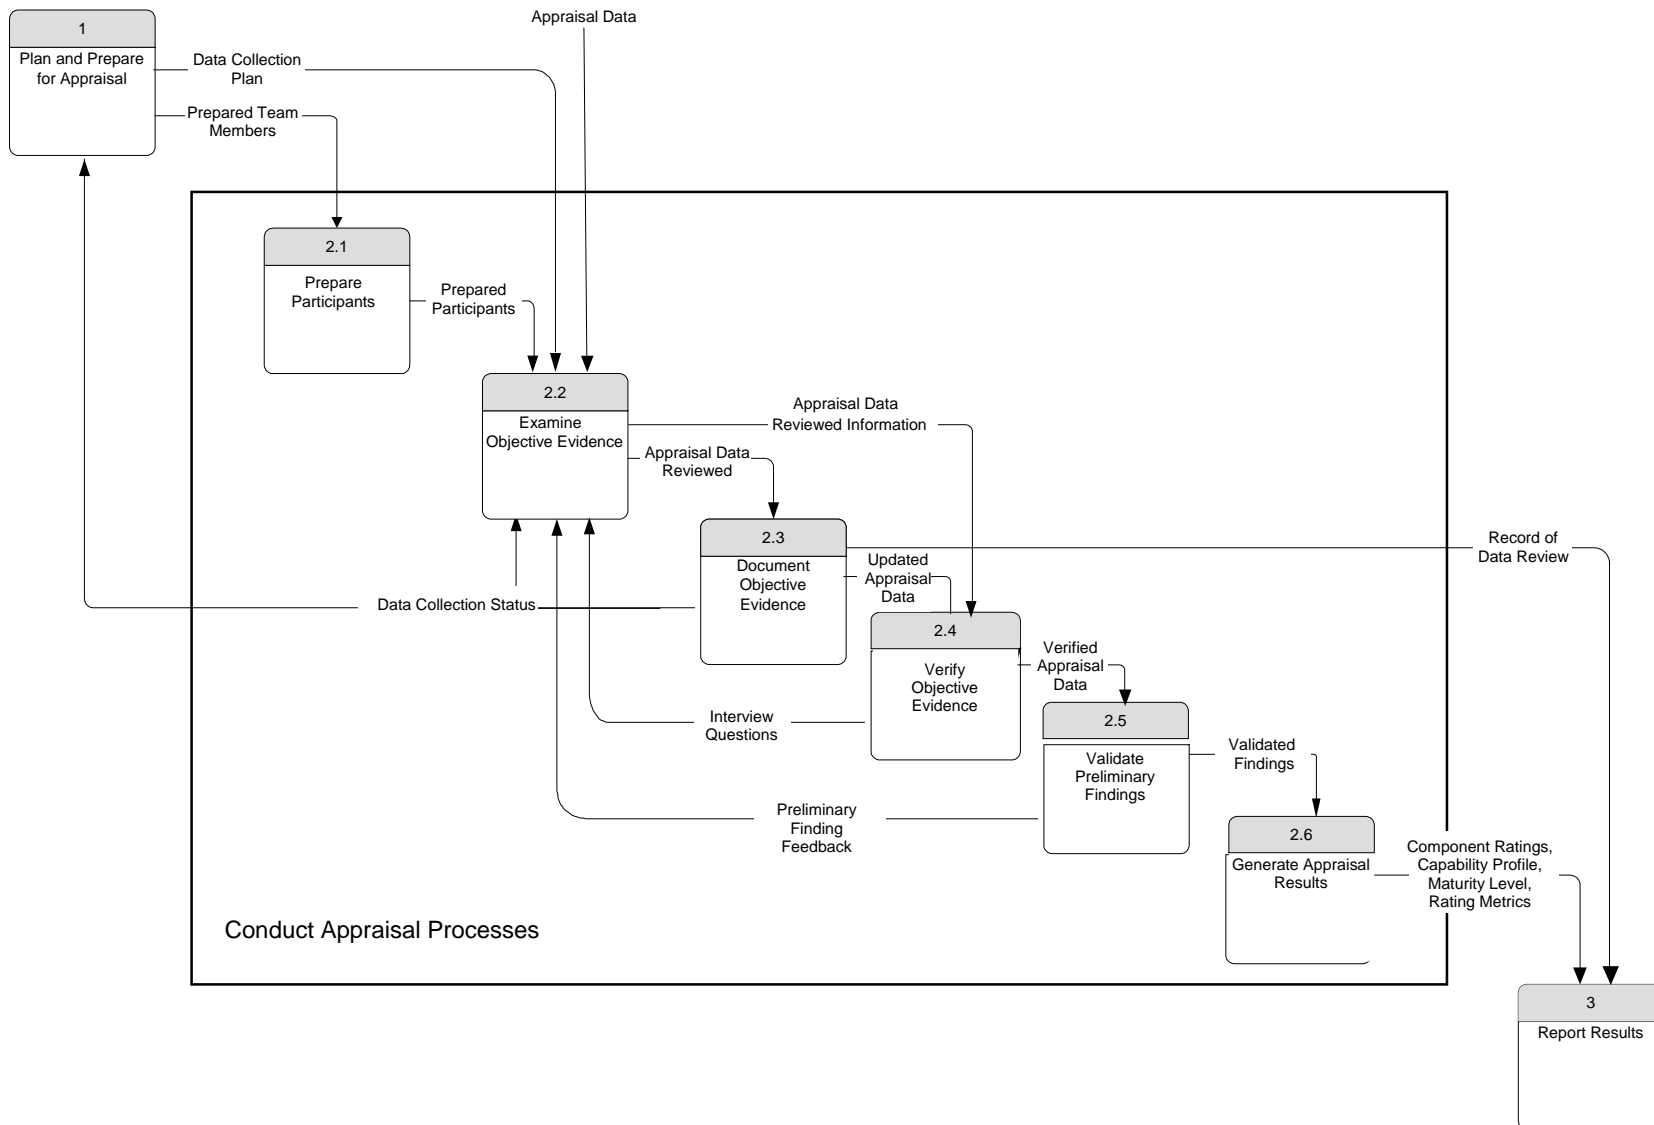 1
Plan and Prepare
for Appraisal
Appraisal Data
Data Collection
Plan
Prepared Team
Members
2.1
Prepare
Participants
Prepared
Participants
2.2
Examine
Objective Evidence
Appraisal Data
Reviewed Information
Appraisal Data
Reviewed
2.3
Document
Objective
Evidence
Record of
Data Review
Updated
Appraisal
Data
Data Collection Status
2.4
Verify
Objective
Evidence
Verified
Appraisal
Data
Interview
Questions
2.5
Validate
Preliminary
Findings
Validated
Findings
Preliminary
Finding
Feedback
2.6
Generate Appraisal
Results
Component Ratings,
Capability Profile,
Maturity Level,
Rating Metrics
Conduct Appraisal Processes
3
Report Results